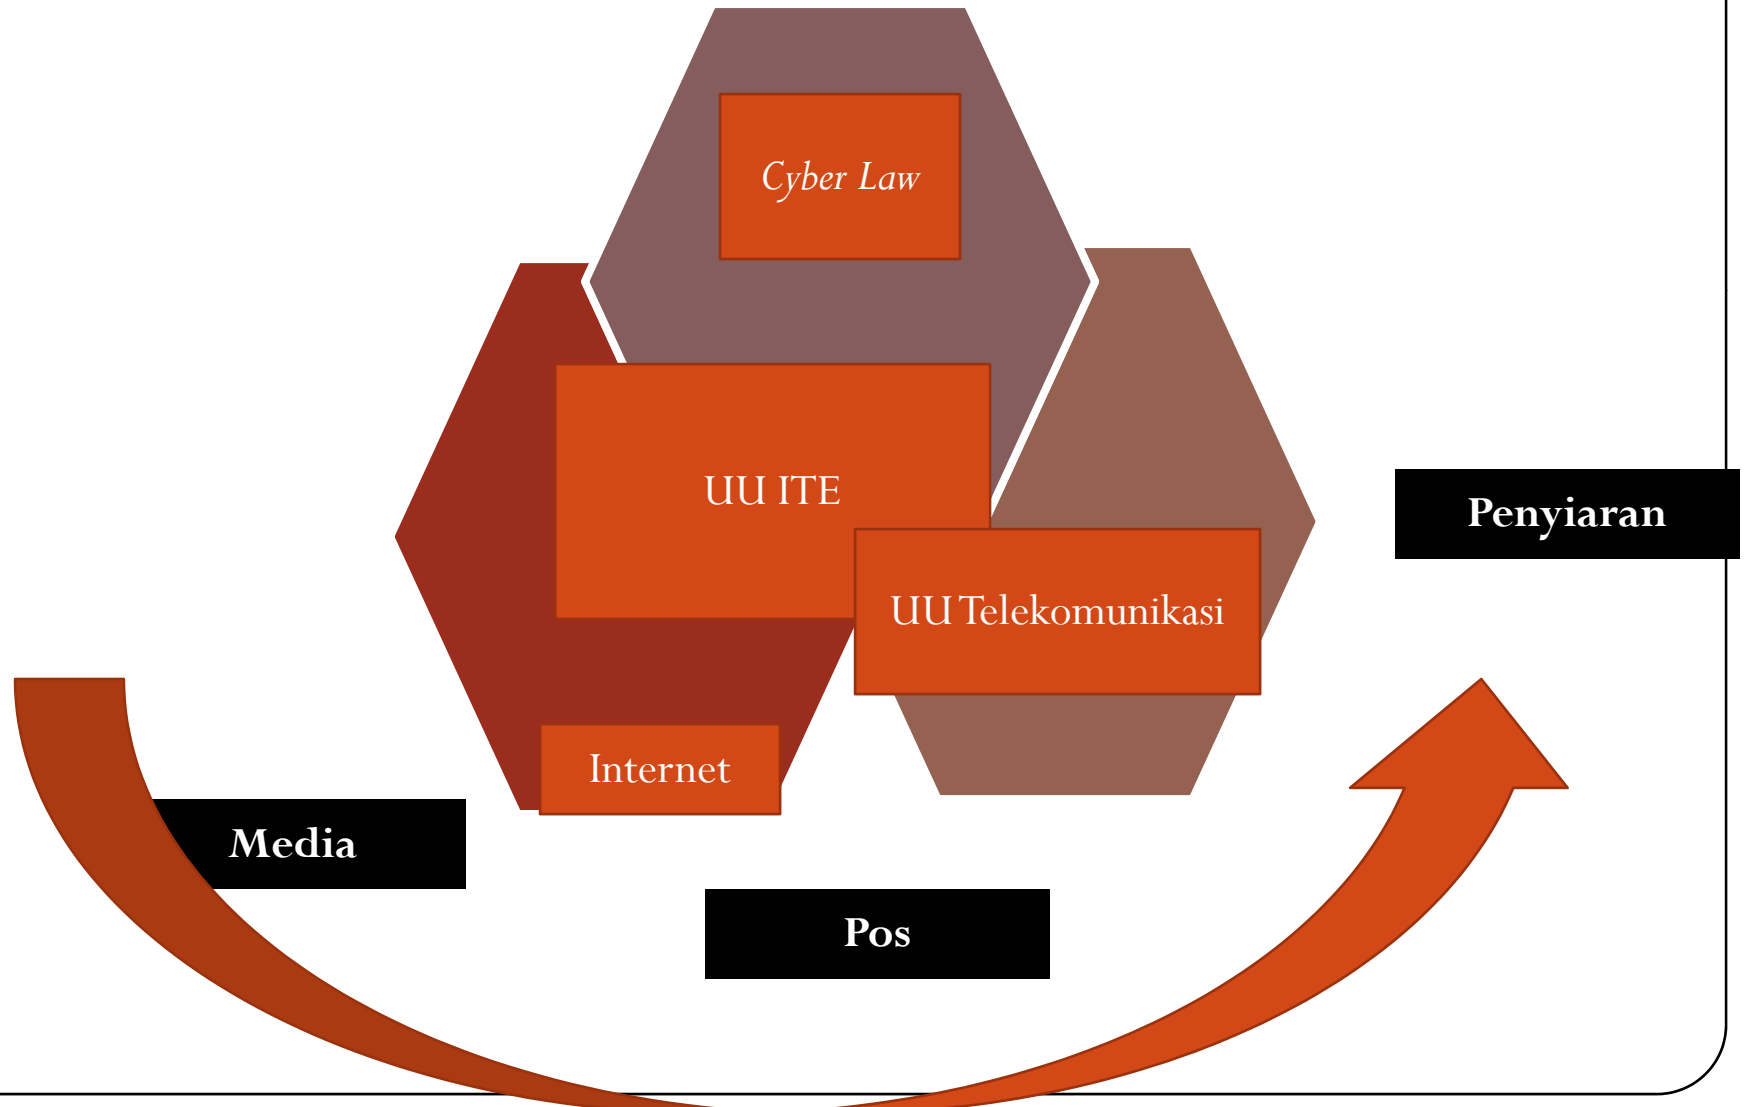 Cyber Law
UU ITE
Penyiaran
UU Telekomunikasi
Internet
Media
Pos